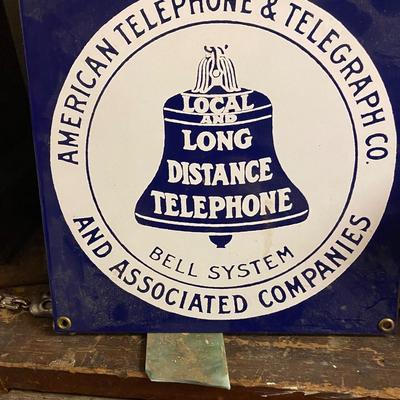 AMERICAN TELEPHONE & TELEGRAPH CO.
LOCAL
AND
LONG
DISTANCE
TELEPHONE
BELL SYSTEM
AND ASSOCIATED COMPANIES